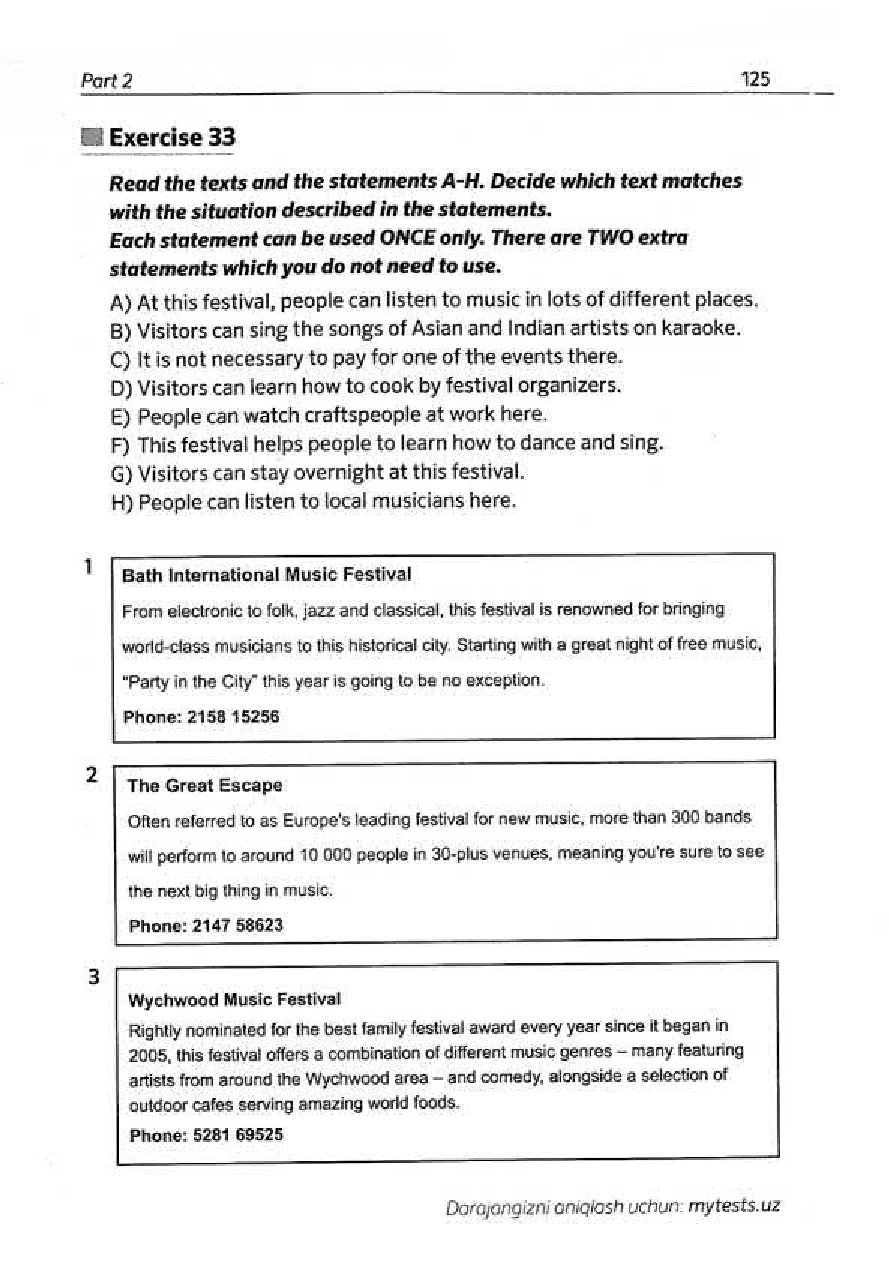 Part 2 125
Exercise 33
Read the texts and the statements A-H. Decide which text matches
with the situation described in the statements.
Each statement can be used ONCE only. There are TWO extra
statements which you do not need to use.
A) At this festival, people can listen to music in lots of different places.
B) Visitors can sing the songs of Asian and Indian artists on karaoke.
C) It is not necessary to pay for one of the events there.
D) Visitors can learn how to cook by festival organizers.
E) People can watch craftspeople at work here.
F) This festival helps people to learn how to dance and sing.
G) Visitors can stay overnight at this festival.
H) People can listen to local musicians here.
1
Bath International Music Festival
From electronic to folk, jazz and classical, this festival is renowned for bringing
world-class musicians to this historical city. Starting with a great night of free music,
"Party in the City" this year is going to be no exception.
Phone: 2158 15256
2
The Great Escape
Often referred to as Europe's leading festival for new music, more than 300 bands
will perform to around 10 000 people in 30-plus venues, meaning you're sure to see
the next big thing in music.
Phone: 2147 58623
3
Wychwood Music Festival
Rightly nominated for the best family festival award every year since it began in
2005, this festival offers a combination of different music genres – many featuring
artists from around the Wychwood area – and comedy, alongside a selection of
outdoor cafes serving amazing world foods.
Phone: 5281 69525
Darajangizni aniqlash uchun: mytests.uz